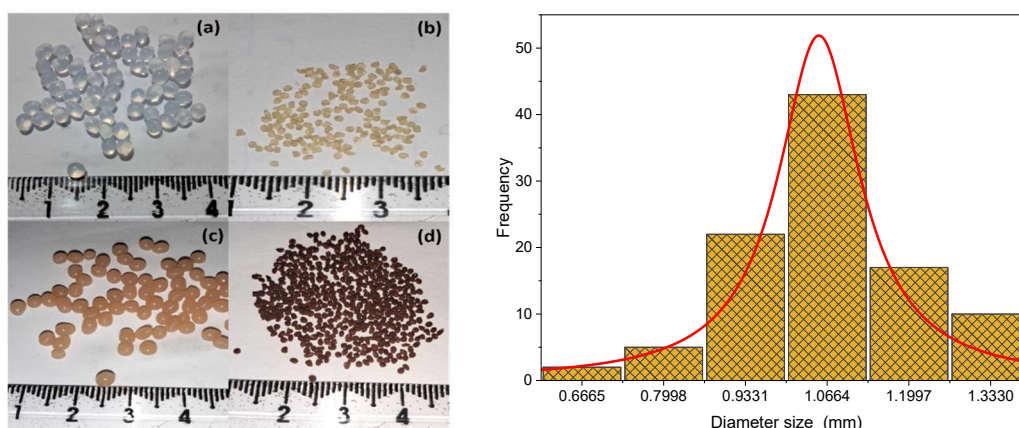 (a)
(b)
1 2 3 4
2 3
(c)
(d)
1 2 3 4
2 3 4
Frequency
50
40
30
20
10
0
0.6665 0.7998 0.9331 1.0664 1.1997 1.3330
Diameter size (mm)